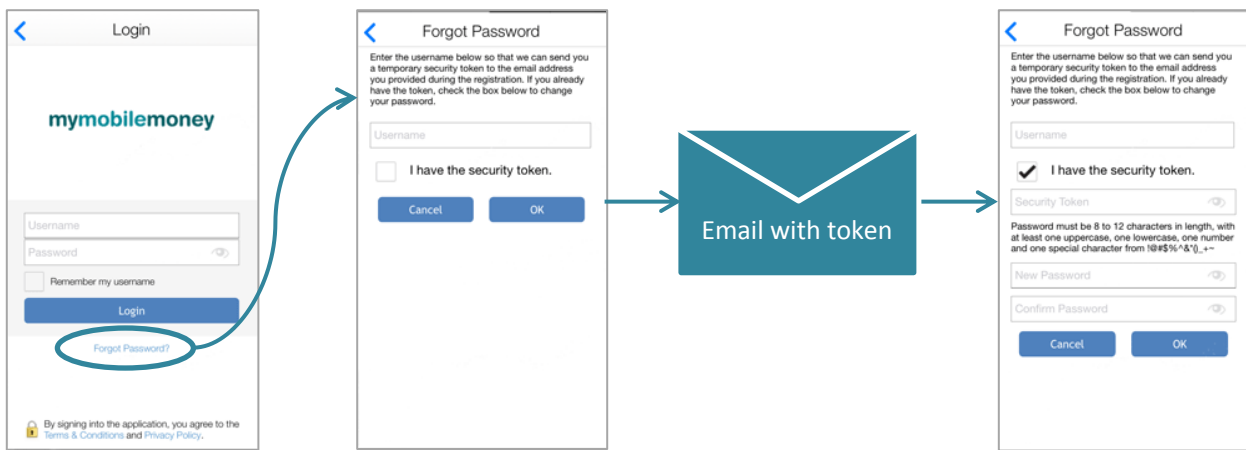 Login
mymobilemoney
Username
Password
Remember my username
Login
Forgot Password?
By signing into the application, you agree to the
Terms & Conditions and Privacy Policy.
Forgot Password
Enter the username below so that we can send you
a temporary security token to the email address
you provided during the registration. If you already
have the token, check the box below to change
your password.
Username
I have the security token.
Cancel
OK
Email with token
Forgot Password
Enter the username below so that we can send you
a temporary security token to the email address
you provided during the registration. If you already
have the token, check the box below to change
your password.
Username
I have the security token.
Security Token
Password must be 8 to 12 characters in length, with
at least one uppercase, one lowercase, one number
and one special character from !@#$%^&*()_+~
New Password
Confirm Password
Cancel
OK